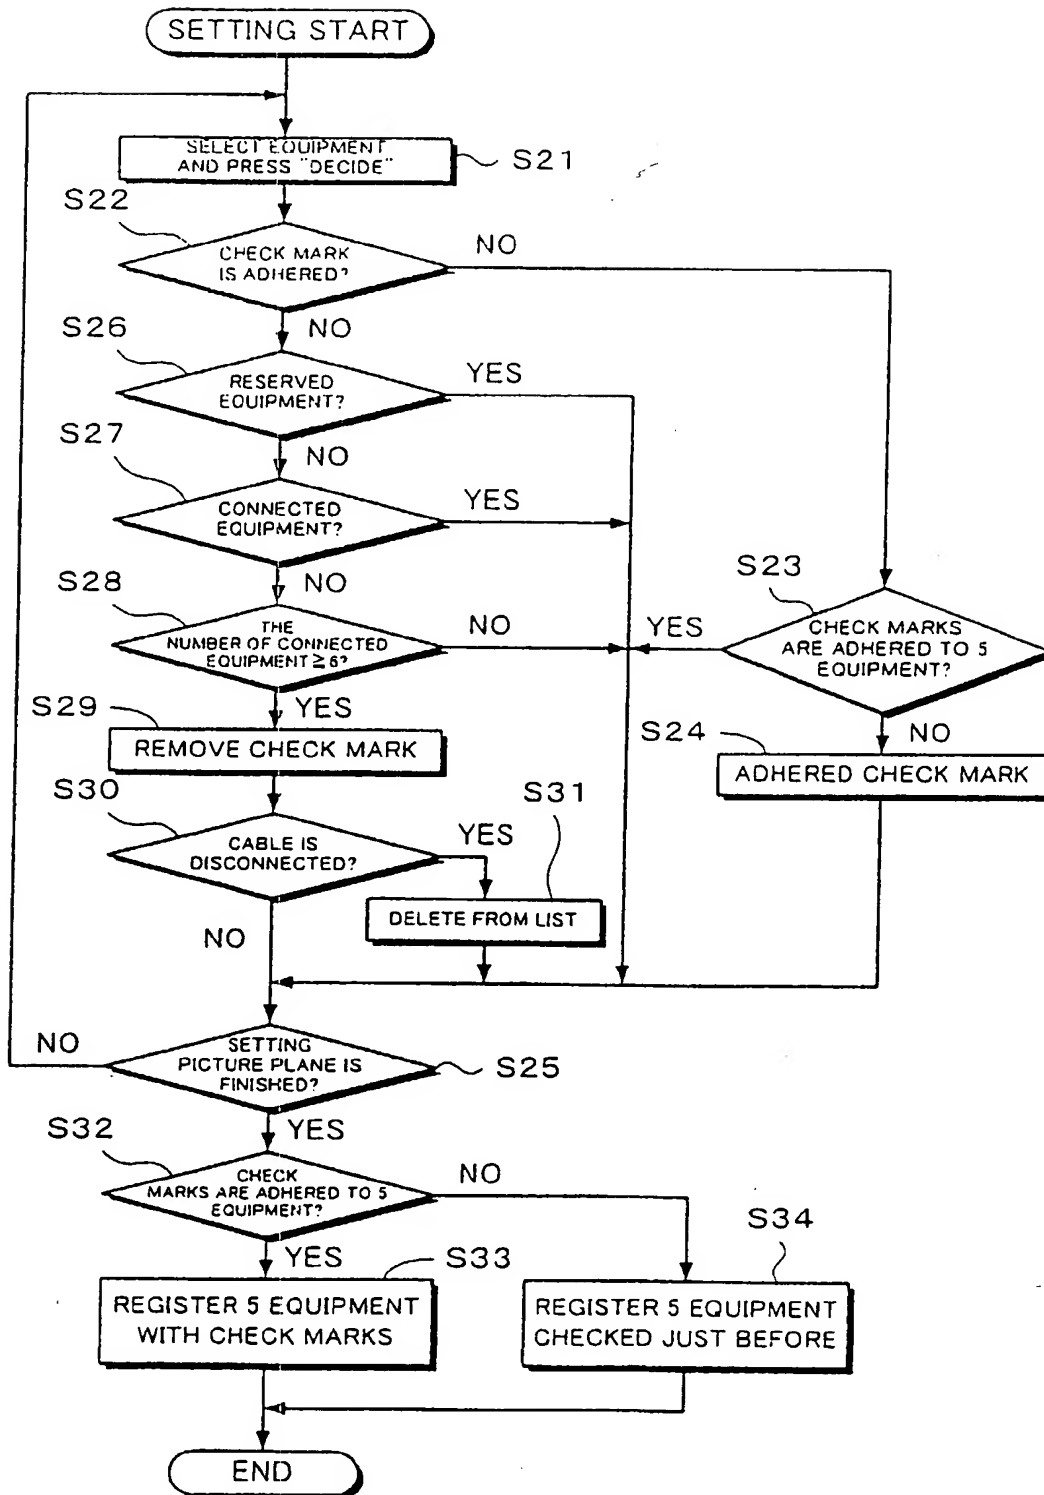 SETTING START
SELECT EQUIPMENT
AND PRESS "DECIDE"
S21
S22
CHECK MARK
IS ADHERED?
NO
NO
S26
RESERVED
EQUIPMENT?
YES
NO
S27
CONNECTED
EQUIPMENT?
YES
NO
S28
THE
NUMBER OF CONNECTED
EQUIPMENT ≧ 6?
NO
YES
S23
CHECK MARKS
ARE ADHERED TO 5
EQUIPMENT?
YES
NO
S24
ADHERED CHECK MARK
S29
REMOVE CHECK MARK
S30
CABLE IS
DISCONNECTED?
YES
S31
DELETE FROM LIST
NO
SETTING
PICTURE PLANE IS
FINISHED?
S25
NO
YES
S32
CHECK
MARKS ARE ADHERED TO 5
EQUIPMENT?
NO
YES
S33
REGISTER 5 EQUIPMENT
WITH CHECK MARKS
S34
REGISTER 5 EQUIPMENT
CHECKED JUST BEFORE
END